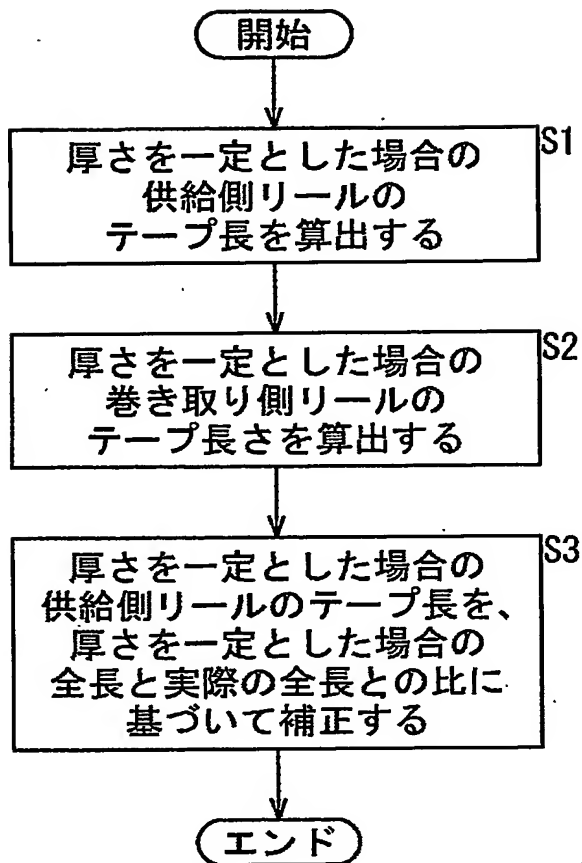 開始
S1
厚さを一定とした場合の
供給側リールの
テープ長を算出する
S2
厚さを一定とした場合の
巻き取り側リールの
テープ長さを算出する
S3
厚さを一定とした場合の
供給側リールのテープ長を、
厚さを一定とした場合の
全長と実際の全長との比に
基づいて補正する
エンド